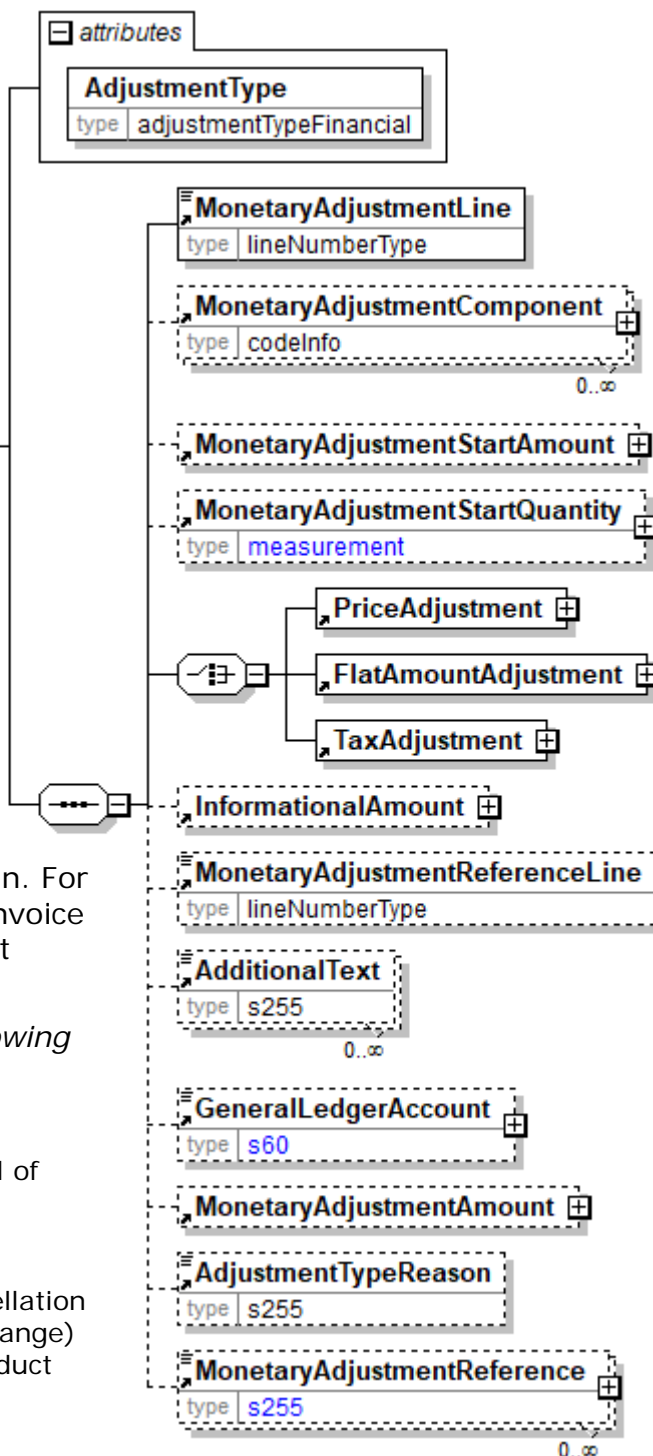 attributes
AdjustmentType
type adjustmentTypeFinancial
MonetaryAdjustmentLine
type lineNumberType
MonetaryAdjustmentComponent
type codeInfo
0..∞
MonetaryAdjustmentStartAmount
MonetaryAdjustmentStartQuantity
type measurement
PriceAdjustment
FlatAmountAdjustment
TaxAdjustment
InformationalAmount
MonetaryAdjustmentReferenceLine
type lineNumberType
AdditionalText
type s255
0..∞
GeneralLedgerAccount
type s60
MonetaryAdjustmentAmount
AdjustmentTypeReason
type s255
MonetaryAdjustmentReference
type s255
0..∞
n. For
nvoice
t
owing
l of
ellation
ange)
duct